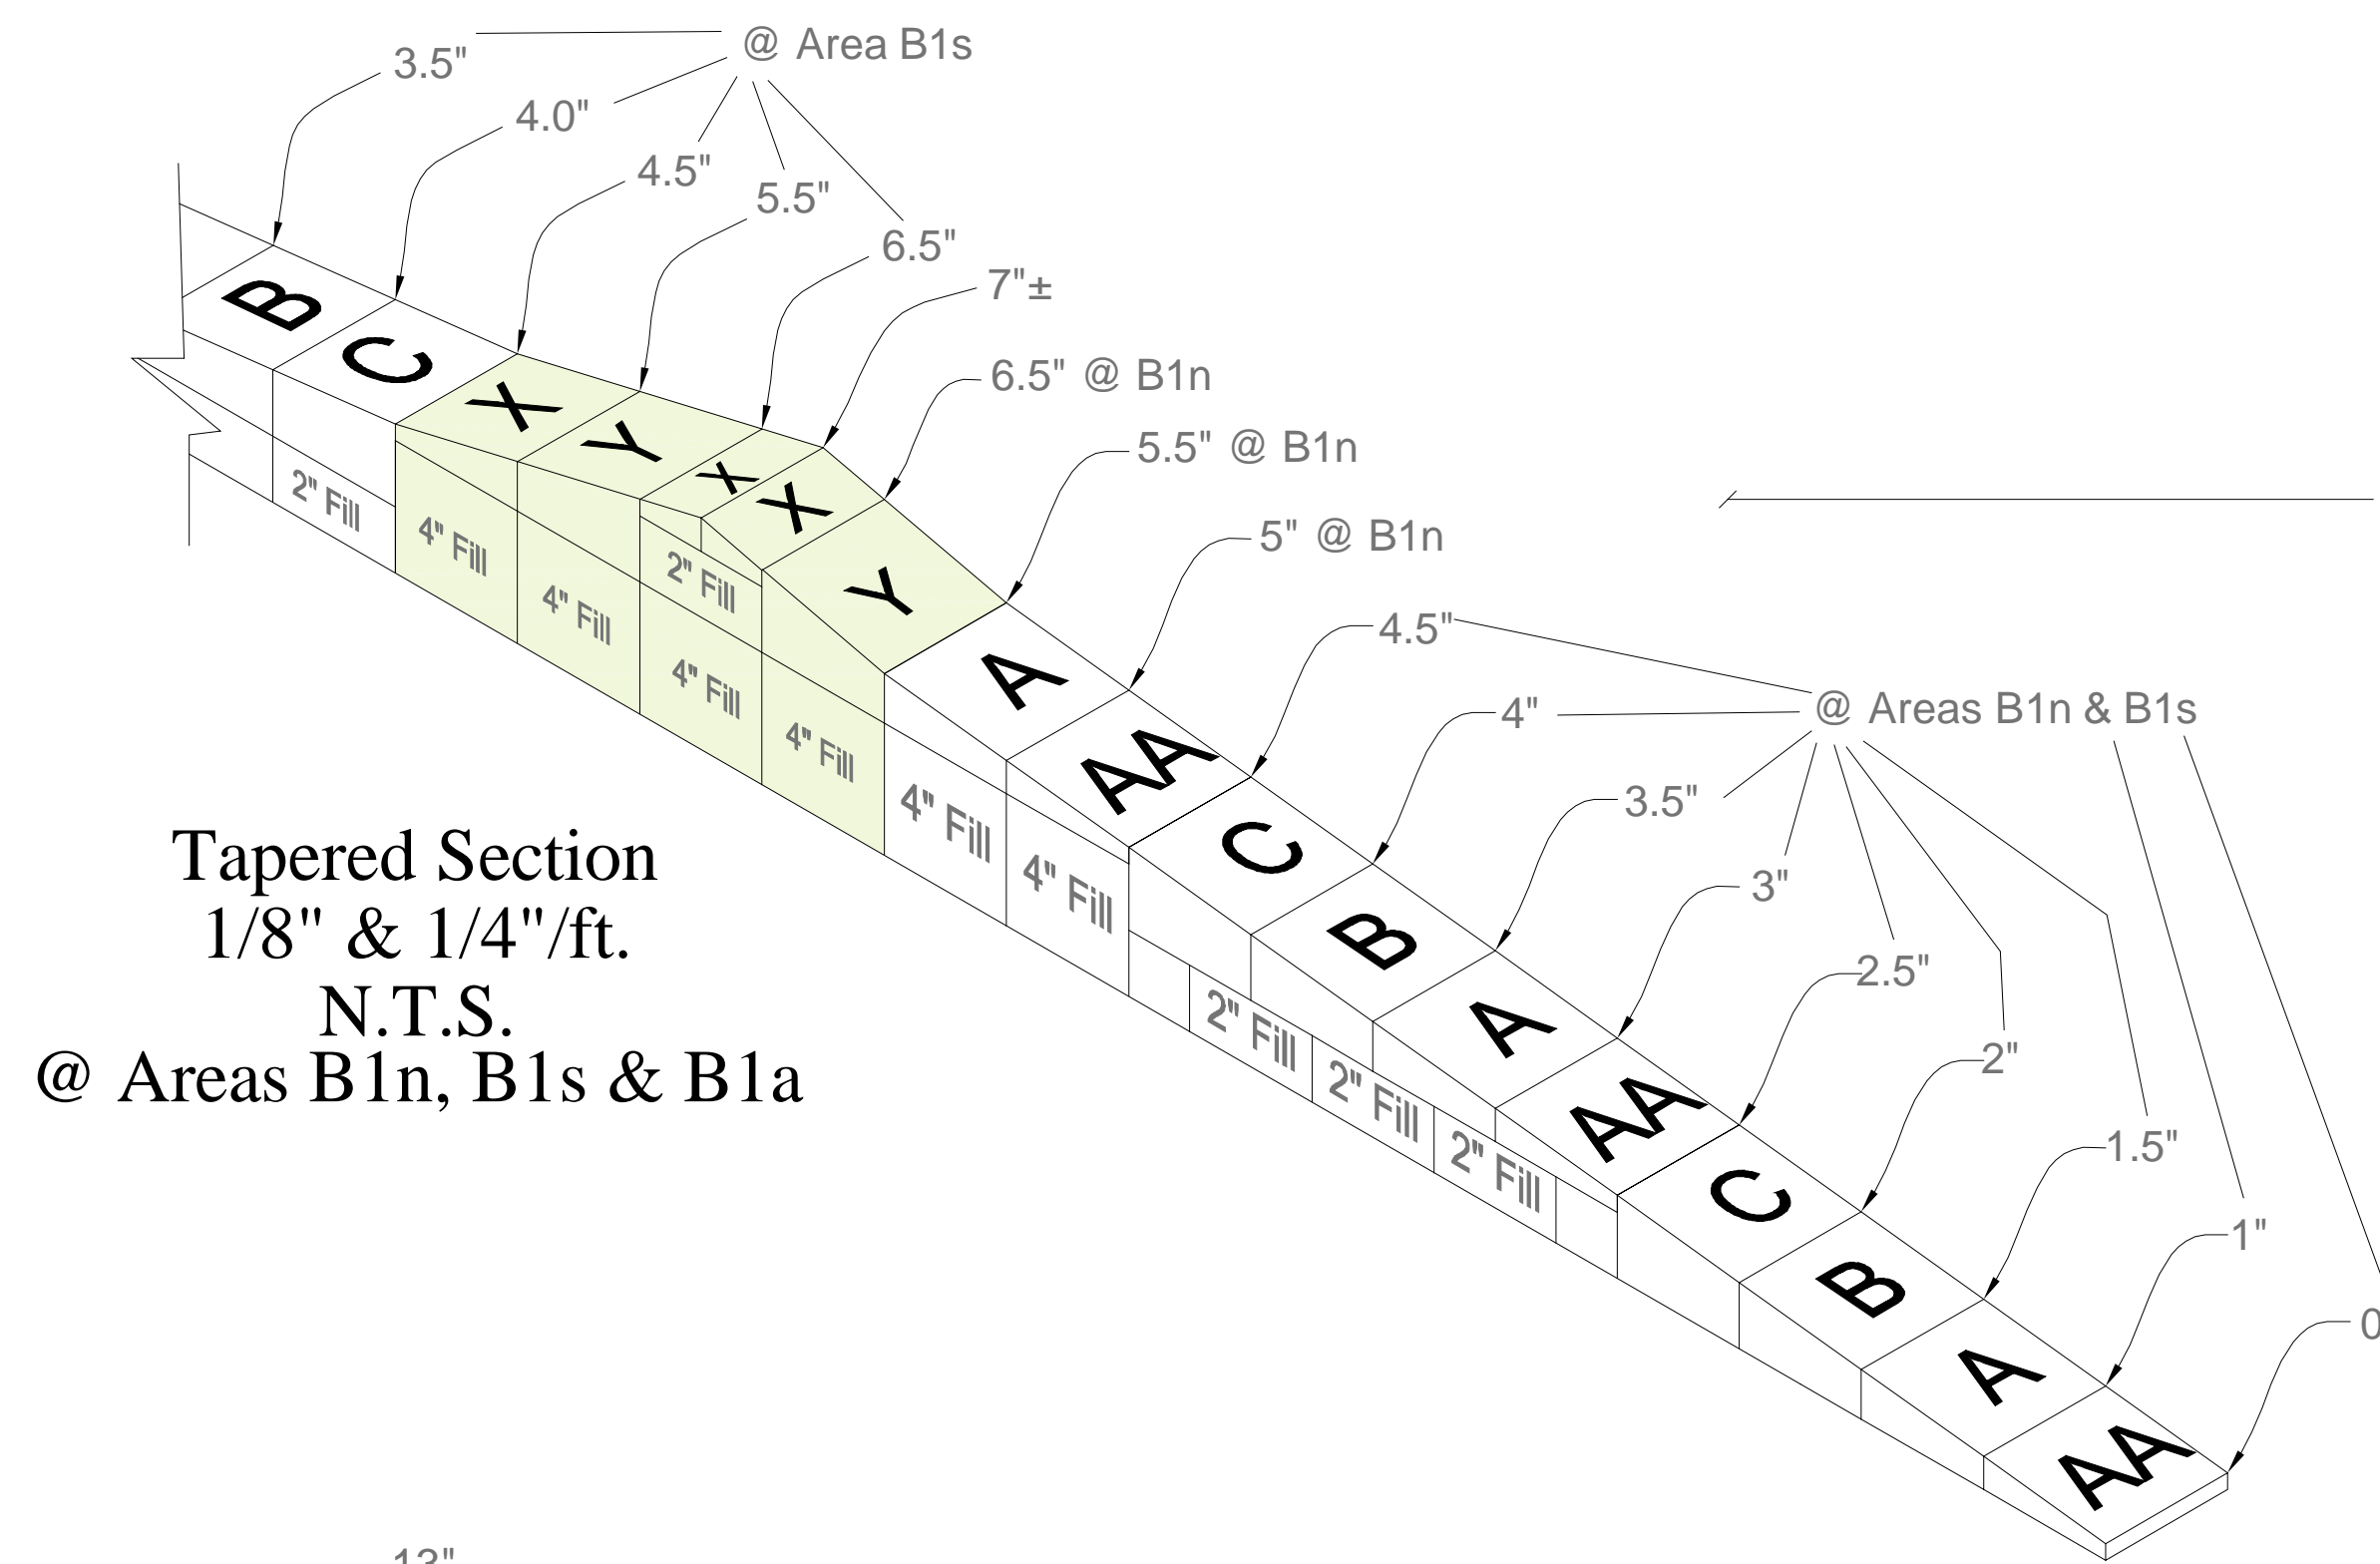 @ Area B1s
3.5"
4.0"
4.5"
5.5"
6.5"
7"±
6.5" @ B1n
5.5" @ B1n
5" @ B1n
4.5"
@ Areas B1n & B1s
4"
3.5"
3"
2.5"
2"
1.5"
1"
B
C
X
Y
X
X
Y
A
AA
C
B
A
AA
C
B
A
AA
2" Fill
4" Fill
4" Fill
2" Fill
4" Fill
4" Fill
4" Fill
4" Fill
2" Fill
2" Fill
2" Fill
Tapered Section
1/8" & 1/4"/ft.
N.T.S.
@ Areas B1n, B1s & B1a
13"